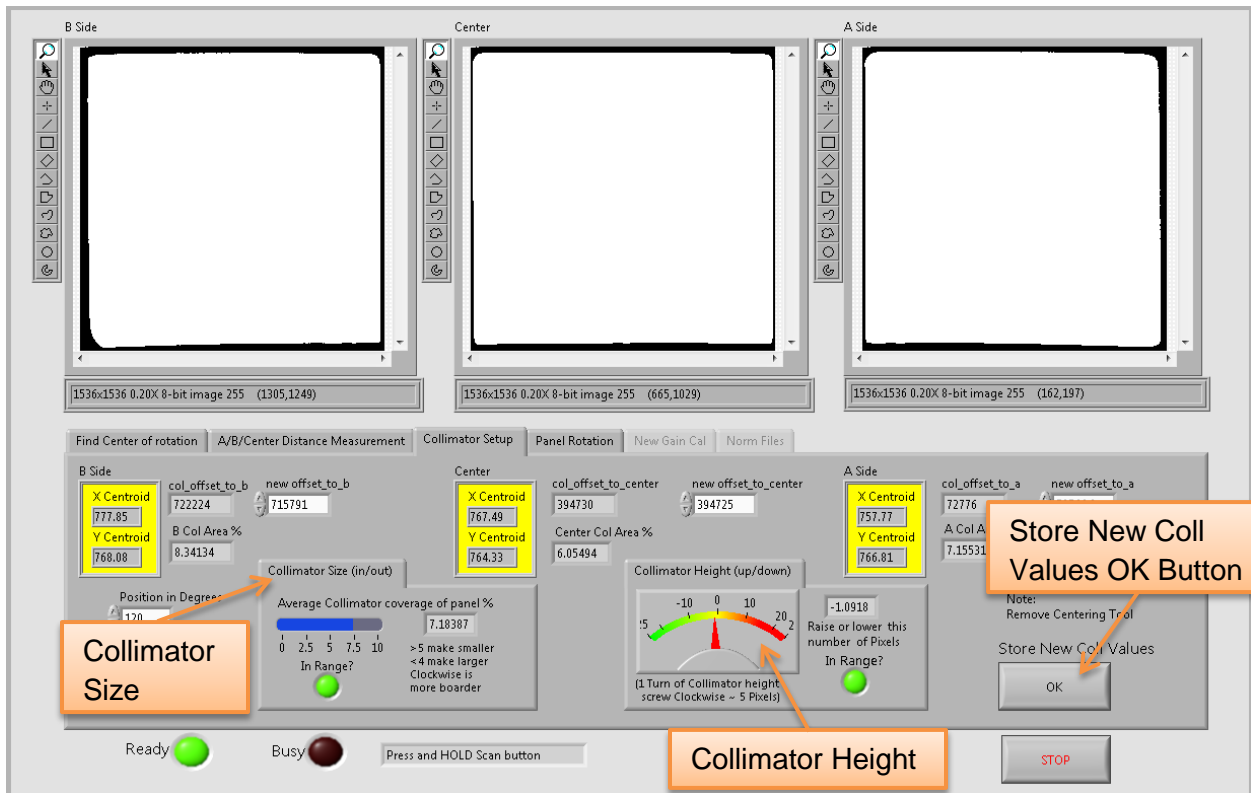 B Side
Center
A Side
1536x1536 0.20X 8-bit image 255 (1305,1249)
1536x1536 0.20X 8-bit image 255 (665,1029)
1536x1536 0.20X 8-bit image 255 (162,197)
Find Center of rotation
A/B/Center Distance Measurement
Collimator Setup
Panel Rotation
New Gain Cal
Norm Files
B Side
X Centroid
777.85
Y Centroid
768.08
col_offset_to_b
722224
new offset_to_b
715791
B Col Area %
8.34134
Center
X Centroid
767.49
Y Centroid
764.33
col_offset_to_center
394730
new offset_to_center
394725
Center Col Area %
6.05494
A Side
X Centroid
757.77
Y Centroid
766.81
col_offset_to_a
72776
new offset_to_a
A Col A
7.15531
Position in Degree
120
Collimator Size (in/out)
Average Collimator coverage of panel %
7.18387
0 2.5 5 7.5 10
In Range?
>5 make smaller
<4 make larger
Clockwise is
more boarder
Collimator Height (up/down)
-10 0 10
20
-1.0918
Raise or lower this
number of Pixels
In Range?
(1 Turn of Collimator height
screw Clockwise ~ 5 Pixels)
Note:
Remove Centering Tool
Store New Coll Values
OK
Store New Coll
Values OK Button
Collimator
Size
Collimator Height
Ready
Busy
Press and HOLD Scan button
STOP